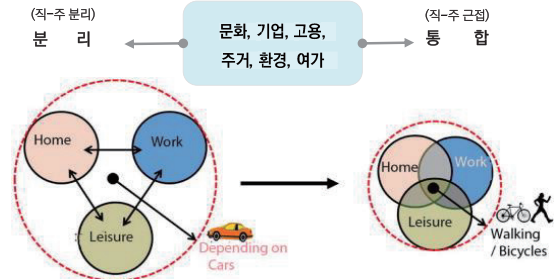 (직-주 분리)
분 리
문화, 기업, 고용,
주거, 환경, 여가
(직-주 근접)
통 합
Home
Work
Leisure
Depending on
Cars
Home
Work
Leisure
Walking
/ Bicycles